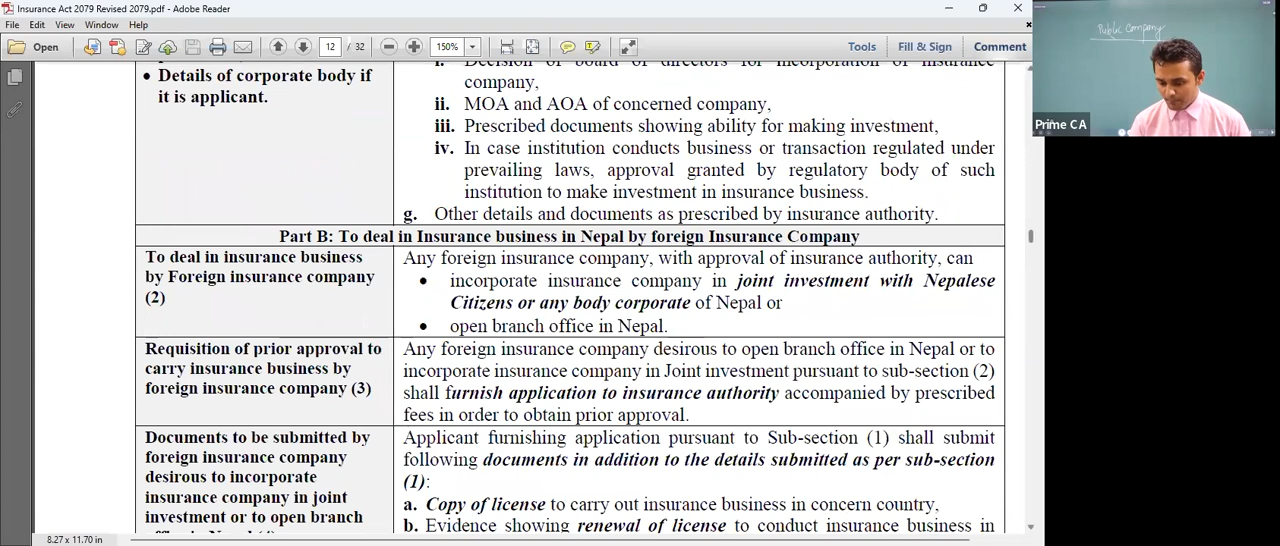 Insurance Act 2079 Revised 2079.pdf - Adobe Reader
File Edit View Window Help
Open 12 / 32 150% Tools Fill & Sign Comment
Public Company
Prime CA
• Details of corporate body if
it is applicant.
i. Decision of board of directors for incorporation of insurance
company,
ii. MOA and AOA of concerned company,
iii. Prescribed documents showing ability for making investment,
iv. In case institution conducts business or transaction regulated under
prevailing laws, approval granted by regulatory body of such
institution to make investment in insurance business.
g. Other details and documents as prescribed by insurance authority.
Part B: To deal in Insurance business in Nepal by foreign Insurance Company
To deal in insurance business
by Foreign insurance company
(2)
Any foreign insurance company, with approval of insurance authority, can
• incorporate insurance company in joint investment with Nepalese
Citizens or any body corporate of Nepal or
• open branch office in Nepal.
Requisition of prior approval to
carry insurance business by
foreign insurance company (3)
Any foreign insurance company desirous to open branch office in Nepal or to
incorporate insurance company in Joint investment pursuant to sub-section (2)
shall furnish application to insurance authority accompanied by prescribed
fees in order to obtain prior approval.
Documents to be submitted by
foreign insurance company
desirous to incorporate
insurance company in joint
investment or to open branch
Applicant furnishing application pursuant to Sub-section (1) shall submit
following documents in addition to the details submitted as per sub-section
(1):
a. Copy of license to carry out insurance business in concern country,
b. Evidence showing renewal of license to conduct insurance business in
8.27 x 11.70 in